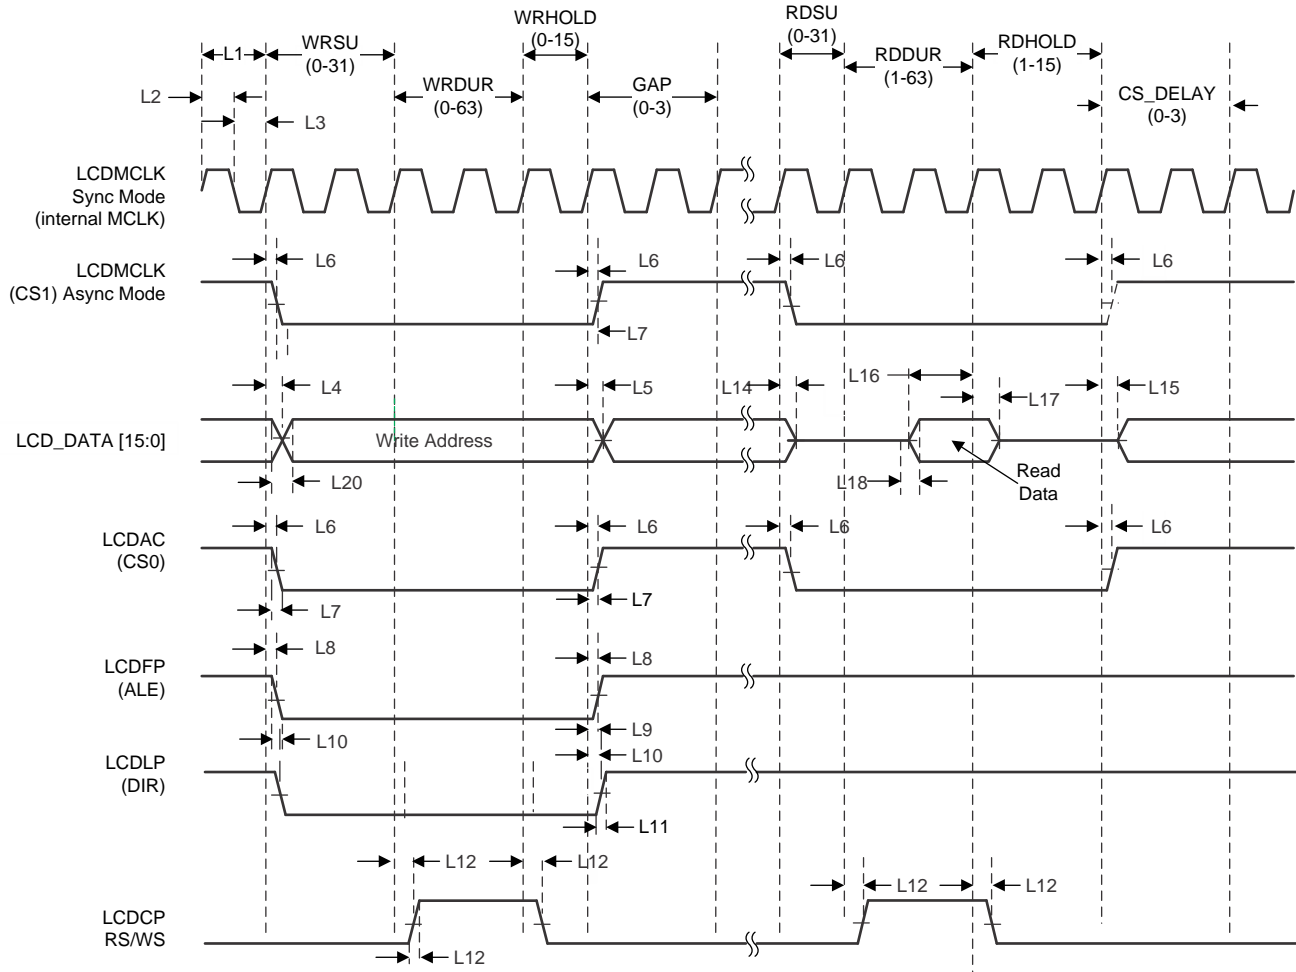 WRHOLD
(0-15)
RDSU
(0-31)
L1
WRSU
(0-31)
RDDUR
(1-63)
RDHOLD
(1-15)
WRDUR
(0-63)
GAP
(0-3)
CS_DELAY
(0-3)
L2
L3
LCDMCLK
Sync Mode
(internal MCLK)
LCDMCLK
(CS1) Async Mode
L6
L6
L6
L6
L7
L4
L5
L14
L16
L17
L15
LCD_DATA [15:0]
Write Address
Read
Data
L20
L18
LCDAC
(CS0)
L6
L6
L6
L6
L7
L7
LCDFP
(ALE)
L8
L8
L10
L9
L10
LCDLP
(DIR)
L11
L12
L12
L12
L12
LCDCP
RS/WS
L12